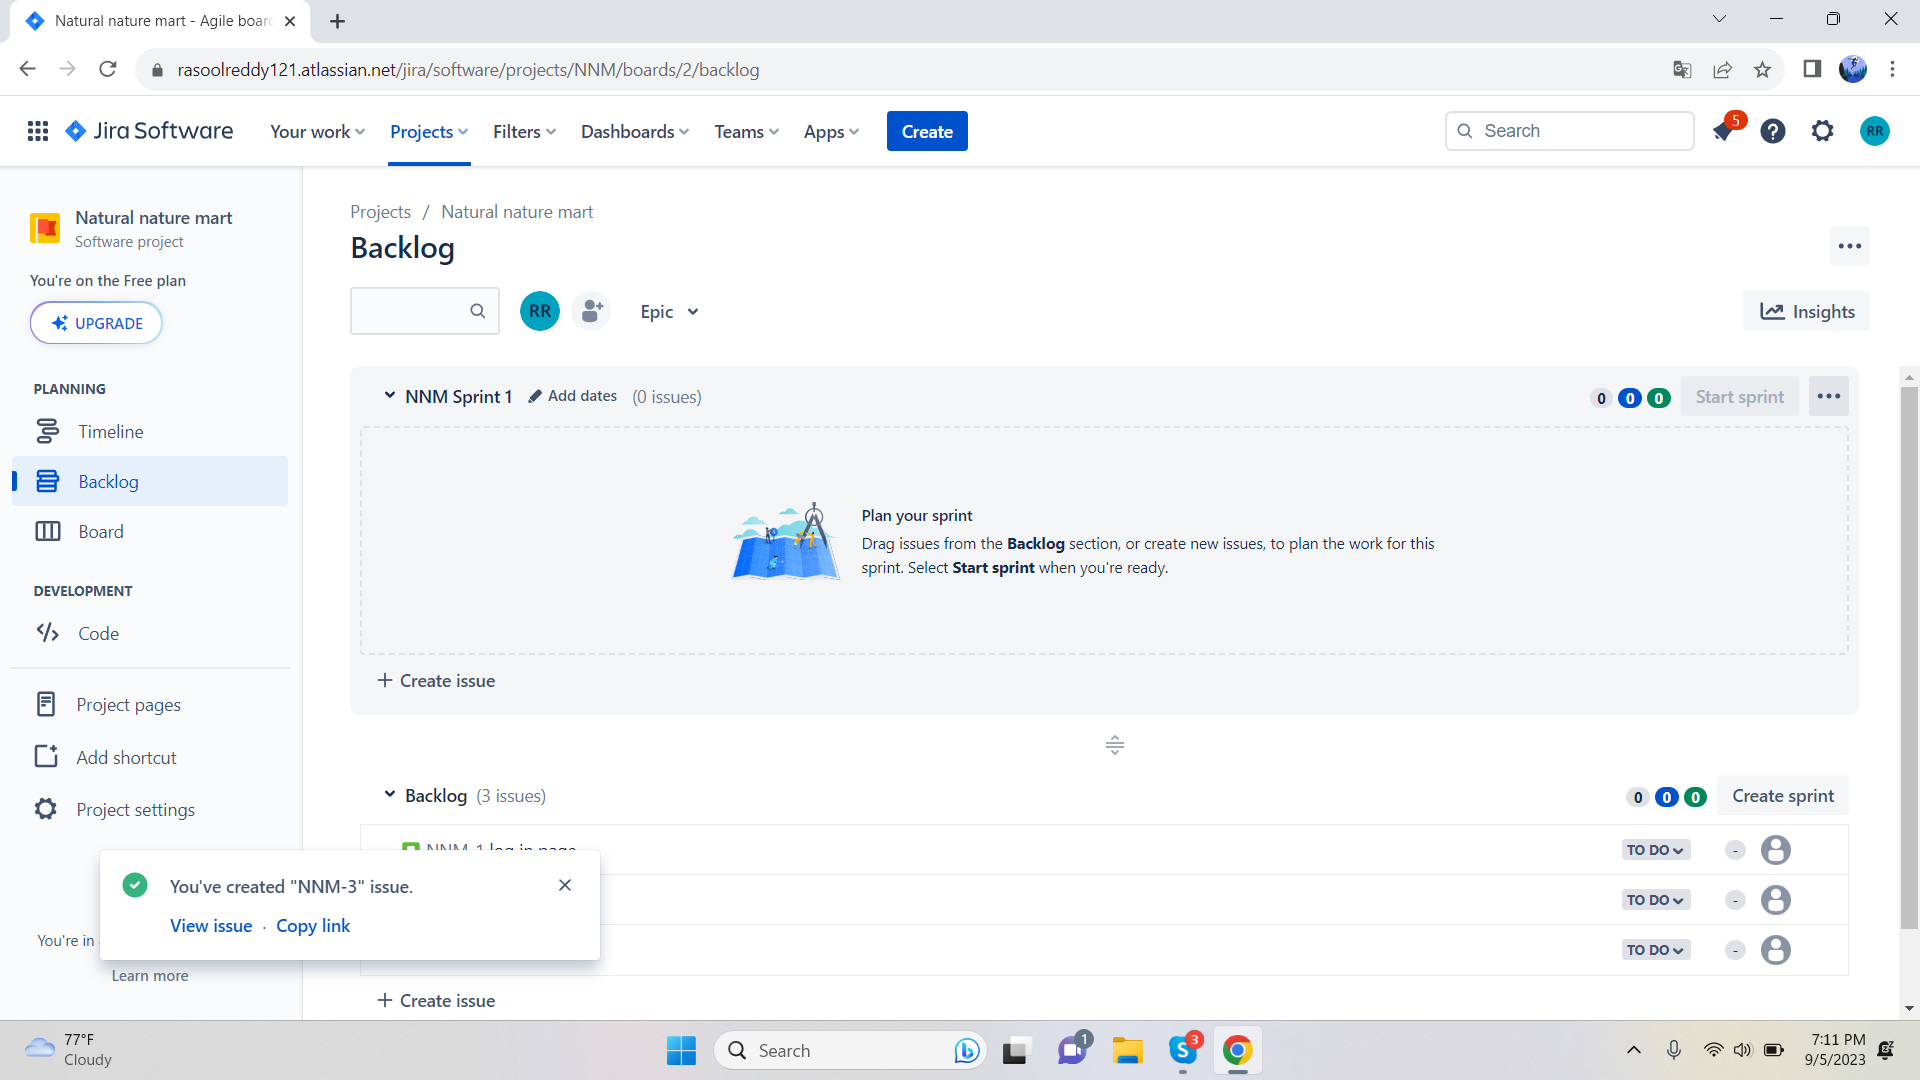 Natural nature mart - Agile board
rasoolreddy121.atlassian.net/jira/software/projects/NNM/boards/2/backlog
Jira Software
Your work
Projects
Filters
Dashboards
Teams
Apps
Create
Search
5
RR
Natural nature mart
Software project
You're on the Free plan
UPGRADE
PLANNING
Timeline
Backlog
Board
DEVELOPMENT
Code
Project pages
Add shortcut
Project settings
You're in
Learn more
Projects / Natural nature mart
Backlog
RR
Epic
Insights
NNM Sprint 1 Add dates (0 issues)
0 0 0 Start sprint
Plan your sprint
Drag issues from the Backlog section, or create new issues, to plan the work for this
sprint. Select Start sprint when you're ready.
+ Create issue
Backlog (3 issues)
0 0 0 Create sprint
NNM-1 log in page
TO DO -
TO DO -
TO DO -
+ Create issue
You've created "NNM-3" issue.
View issue · Copy link
77°F
Cloudy
Search
1
3
7:11 PM
9/5/2023